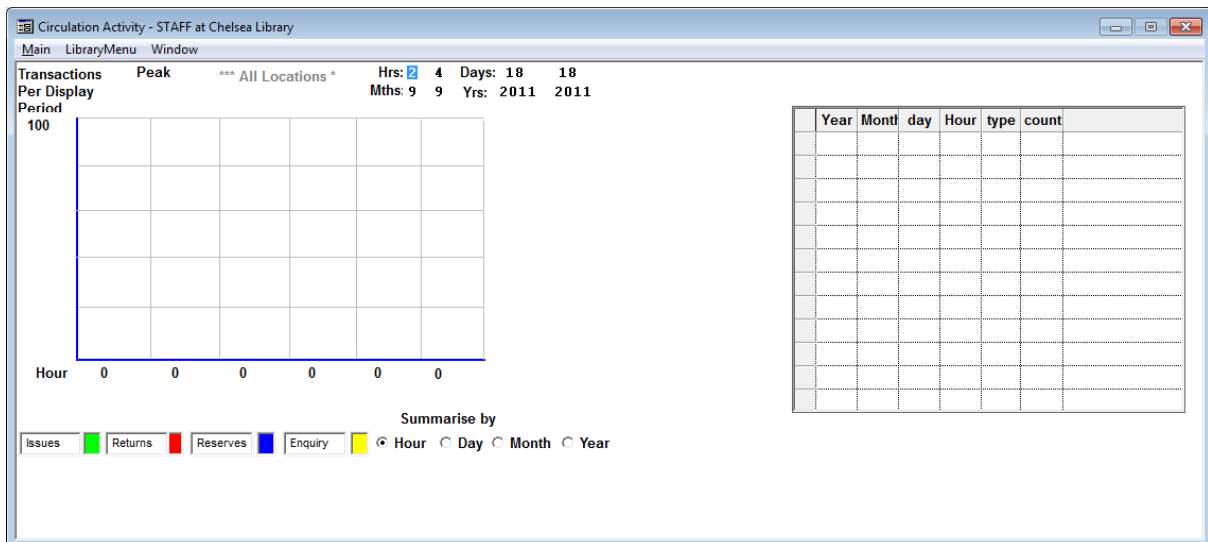 Circulation Activity - STAFF at Chelsea Library
Main LibraryMenu Window
Transactions Peak *** All Locations * Hrs: 2 4 Days: 18 18
Per Display Mths: 9 9 Yrs: 2011 2011
Period
100
Year Month day Hour type count
Hour 0 0 0 0 0 0
Summarise by
Issues Returns Reserves Enquiry Hour Day Month Year